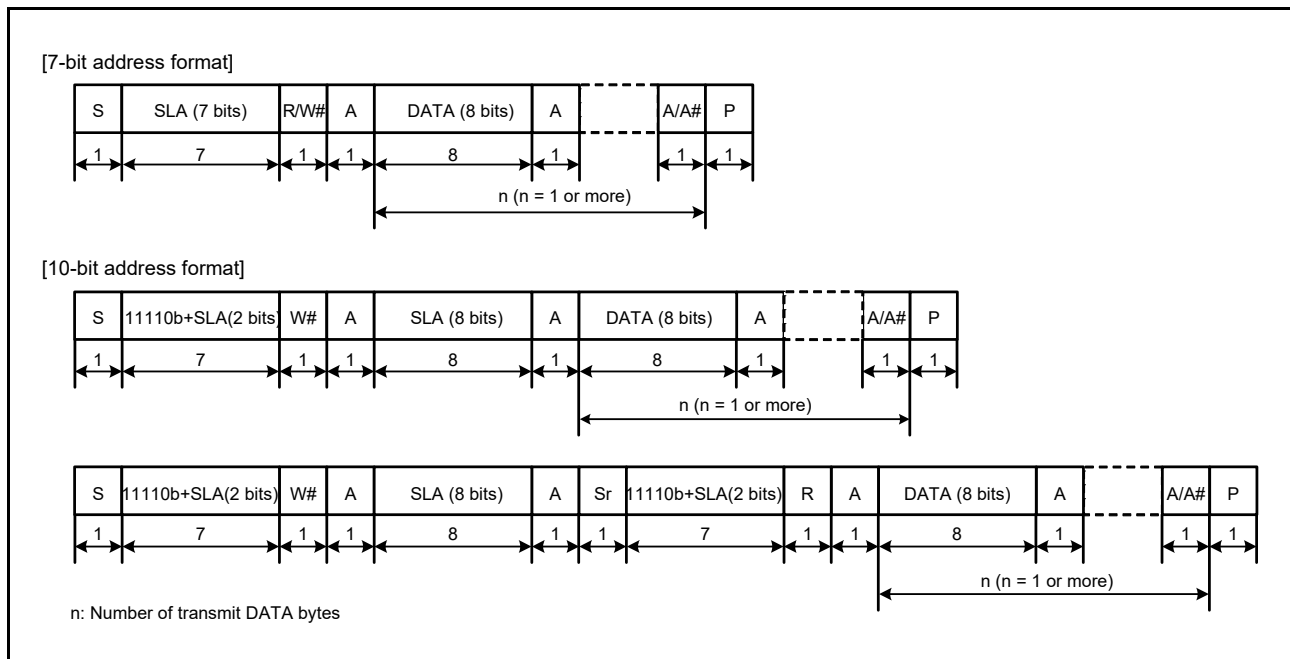 [7-bit address format]
S SLA (7 bits) R/W# A DATA (8 bits) A A/A# P
1 7 1 1 8 1 1 1
n (n = 1 or more)
[10-bit address format]
S 11110b+SLA(2 bits) W# A SLA (8 bits) A DATA (8 bits) A A/A# P
1 7 1 1 8 1 8 1 1 1
n (n = 1 or more)
S 11110b+SLA(2 bits) W# A SLA (8 bits) A Sr 11110b+SLA(2 bits) R A DATA (8 bits) A A/A# P
1 7 1 1 8 1 1 7 1 1 8 1 1 1
n (n = 1 or more)
n: Number of transmit DATA bytes